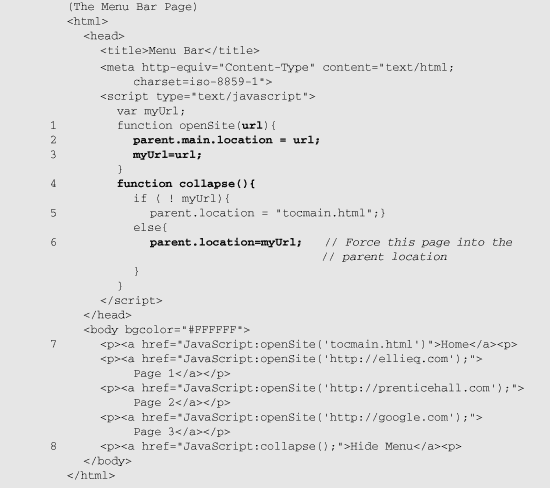 (The Menu Bar Page)
<html>
<head>
<title>Menu Bar</title>
<meta http-equiv="Content-Type" content="text/html;
charset=iso-8859-1">
<script type="text/javascript">
var myUrl;
1 function openSite(url){
2 parent.main.location = url;
3 myUrl=url;
}
4 function collapse(){
if ( ! myUrl){
5 parent.location = "tocmain.html";}
else{
6 parent.location=myUrl; // Force this page into the
// parent location
}
}
</script>
</head>
<body bgcolor="#FFFFFF">
7 <p><a href="JavaScript:openSite('tocmain.html')">Home</a><p>
<p><a href="JavaScript:openSite('http://ellieq.com');">
Page 1</a></p>
<p><a href="JavaScript:openSite('http://prenticehall.com');">
Page 2</a></p>
<p><a href="JavaScript:openSite('http://google.com');">
Page 3</a></p>
8 <p><a href="JavaScript:collapse();">Hide Menu</a><p>
</body>
</html>